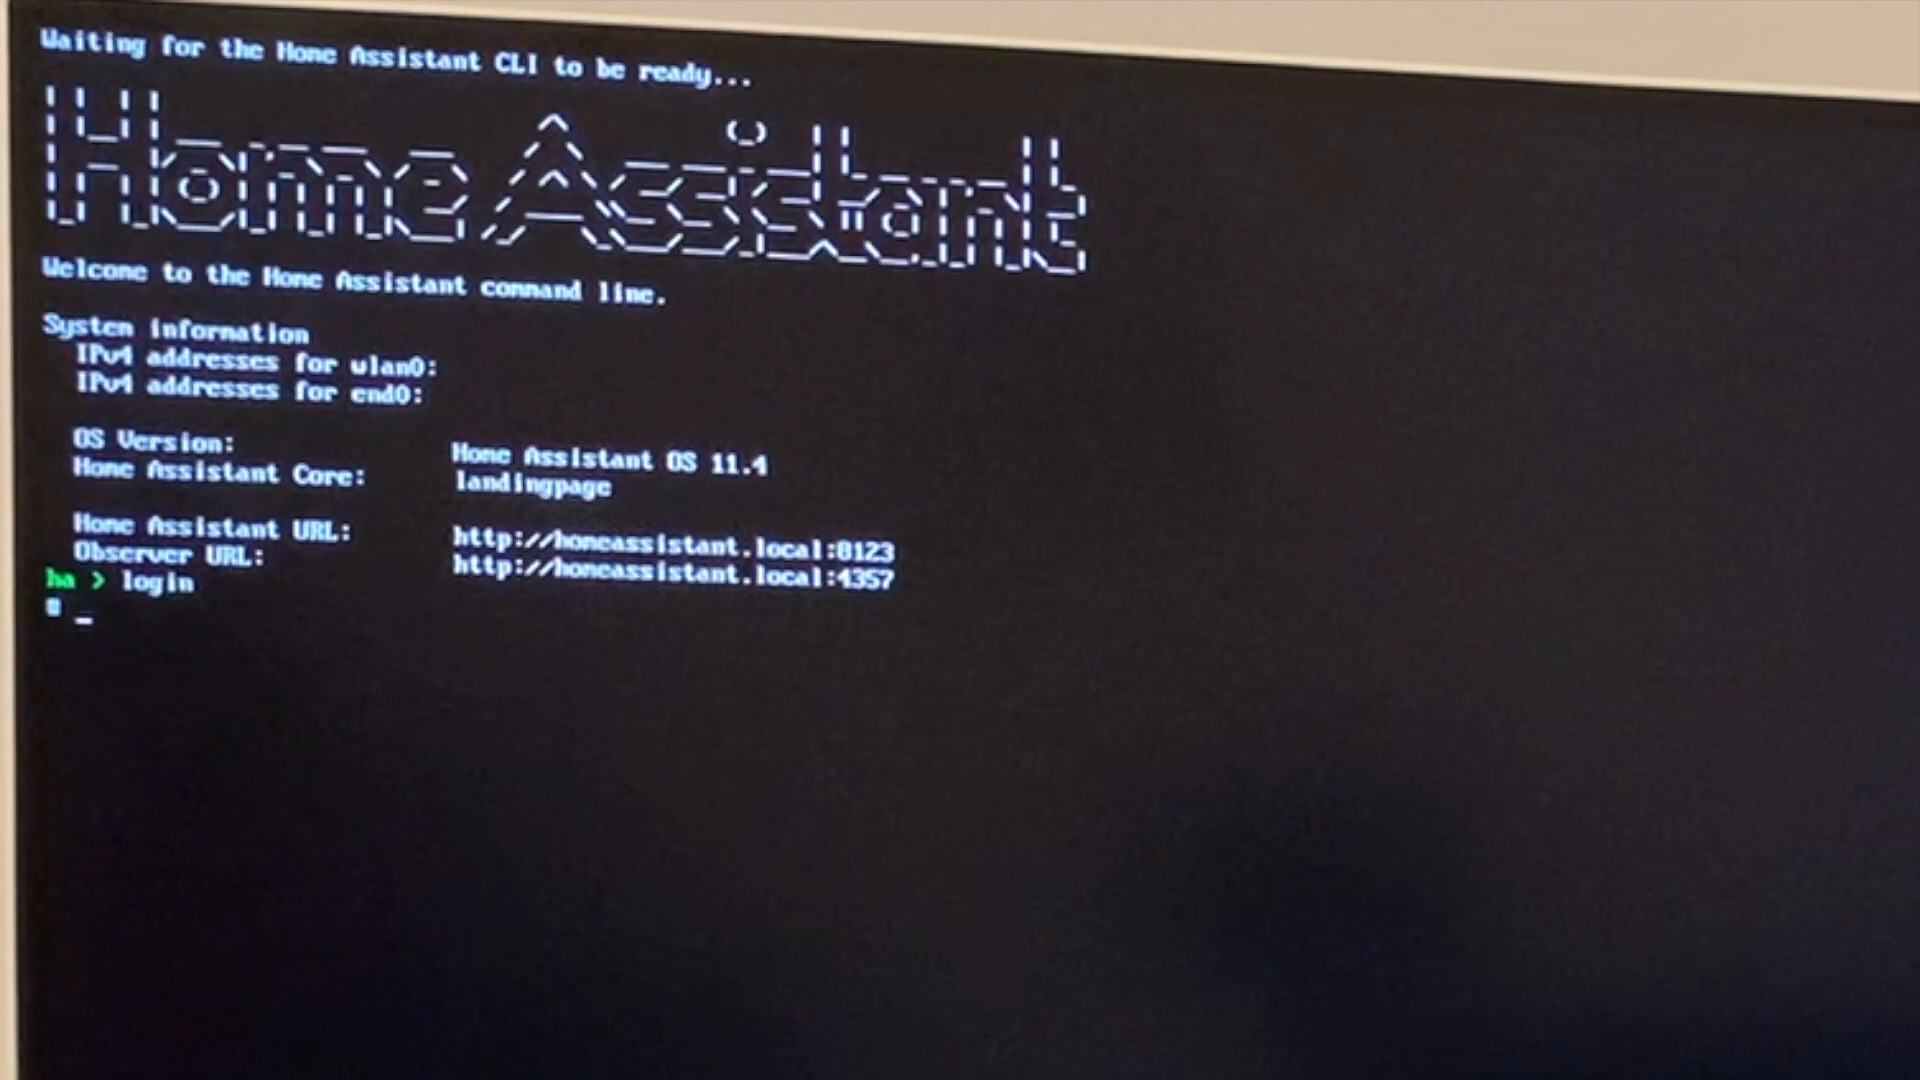 Waiting for the Home Assistant CLI to be ready...
Home Assistant
Welcome to the Home Assistant command line.
System information
IPv4 addresses for wlan0:
IPv4 addresses for end0:
OS Version: Home Assistant OS 11.4
Home Assistant Core: landingpage
Home Assistant URL: http://homeassistant.local:8123
Observer URL: http://homeassistant.local:4357
ha > login
# _